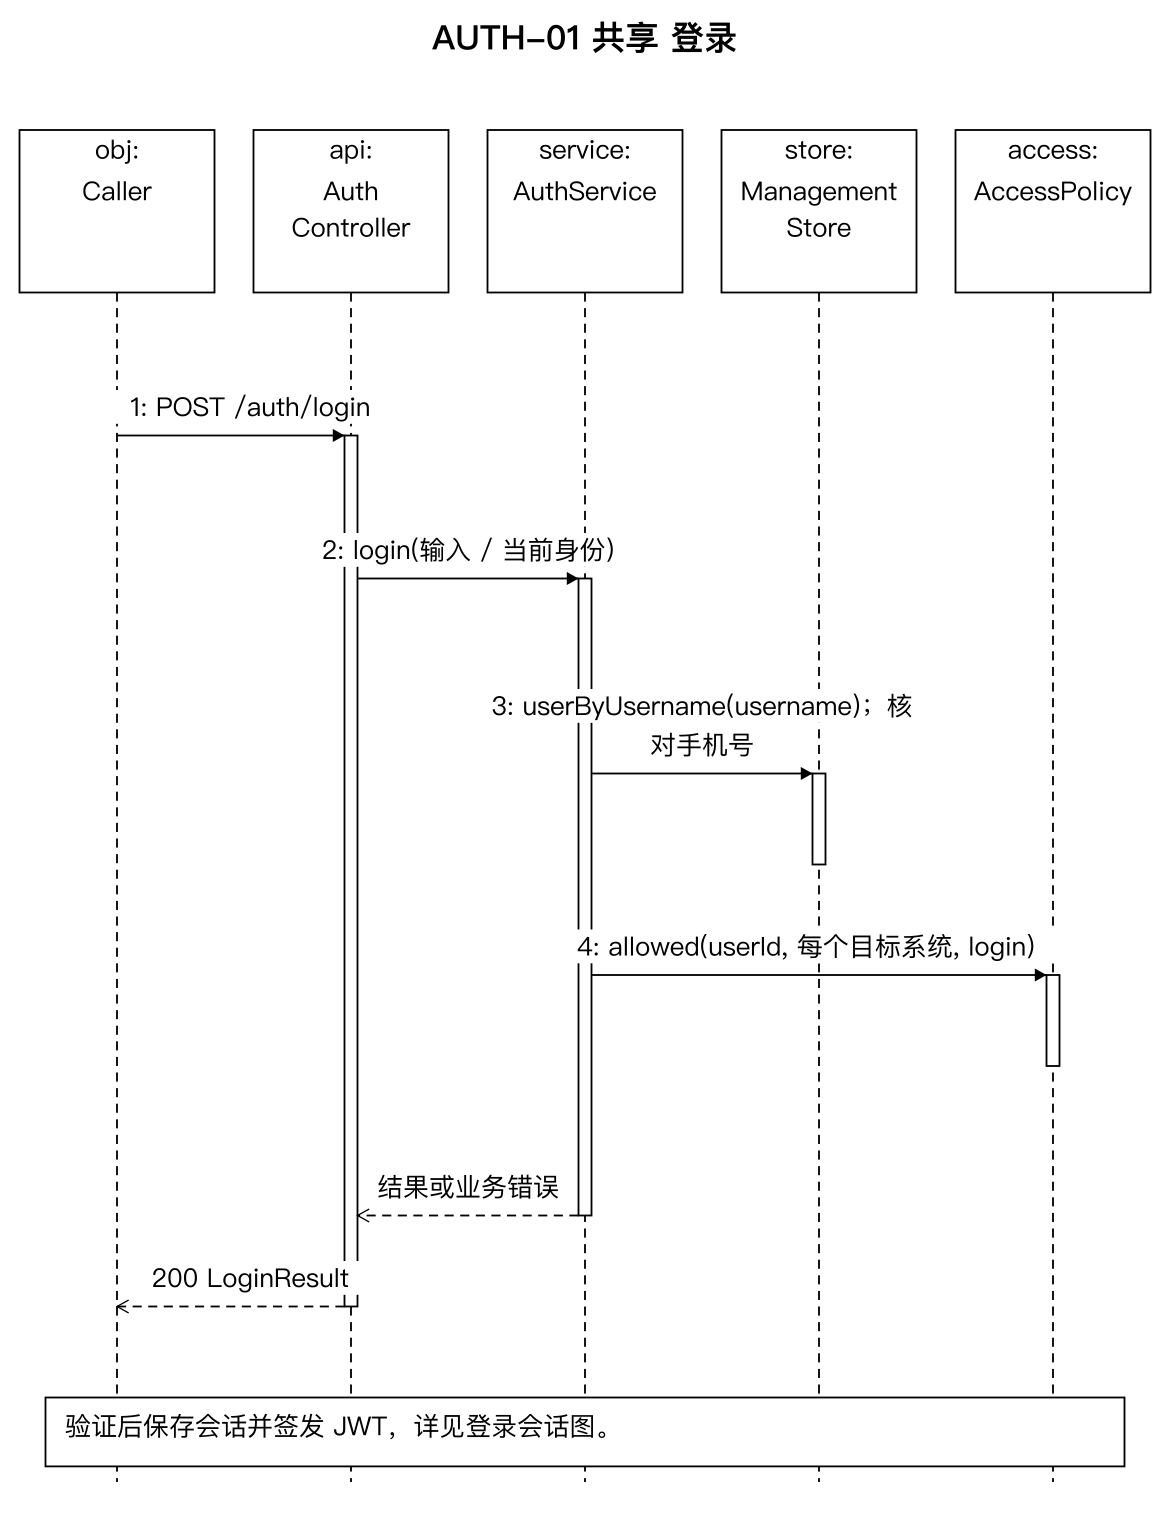 AUTH–01 共享 登录
obj:
Caller
api:
Auth
Controller
service:
AuthService
store:
Management
Store
access:
AccessPolicy
1: POST /auth/login
2: login(输入 / 当前身份)
3: userByUsername(username)；核
对手机号
4: allowed(userId, 每个目标系统, login)
结果或业务错误
200 LoginResult
验证后保存会话并签发 JWT，详见登录会话图。